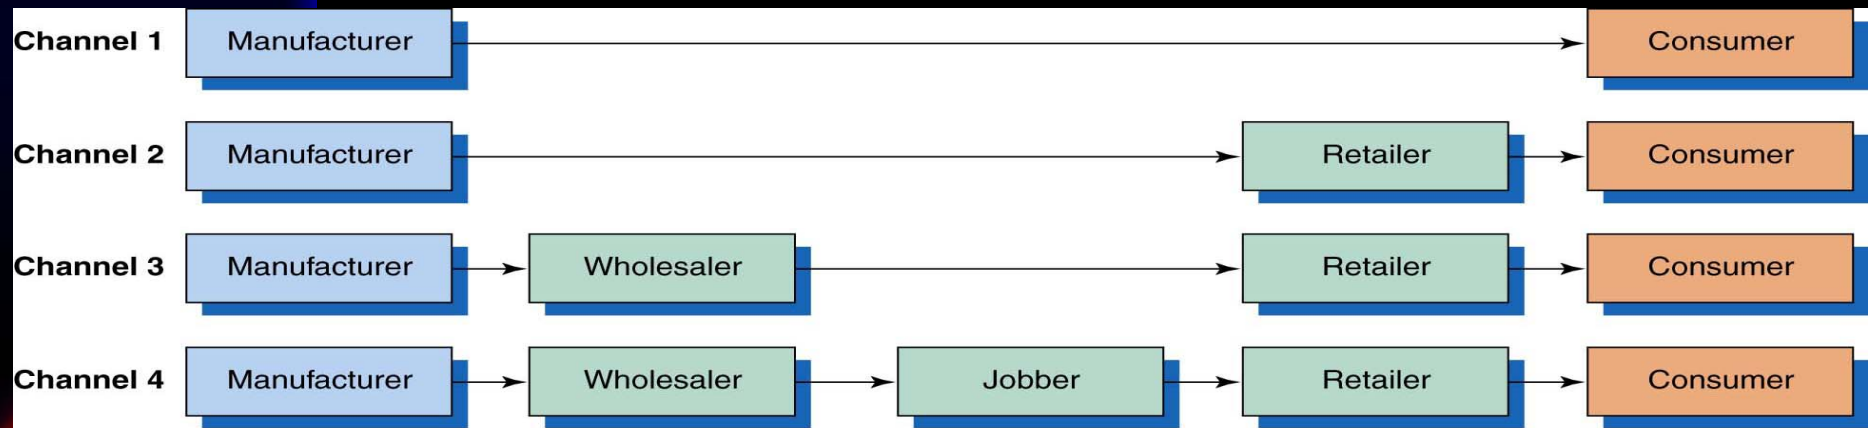 Channel 1 Manufacturer Consumer
Channel 2 Manufacturer Retailer Consumer
Channel 3 Manufacturer Wholesaler Retailer Consumer
Channel 4 Manufacturer Wholesaler Jobber Retailer Consumer